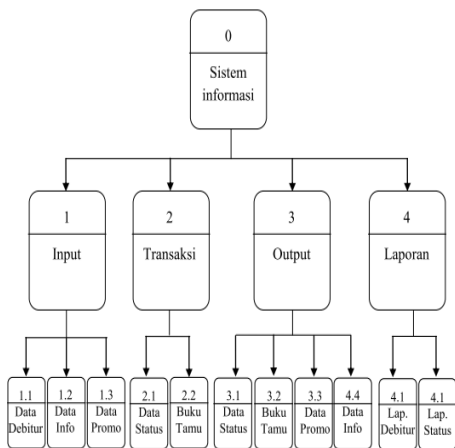 0
Sistem
informasi
1
Input
2
Transaksi
3
Output
4
Laporan
1.1
Data
Debitur
1.2
Data
Info
1.3
Data
Promo
2.1
Data
Status
2.2
Buku
Tamu
3.1
Data
Status
3.2
Buku
Tamu
3.3
Data
Promo
4.4
Data
Info
4.1
Lap.
Debitur
4.1
Lap.
Status